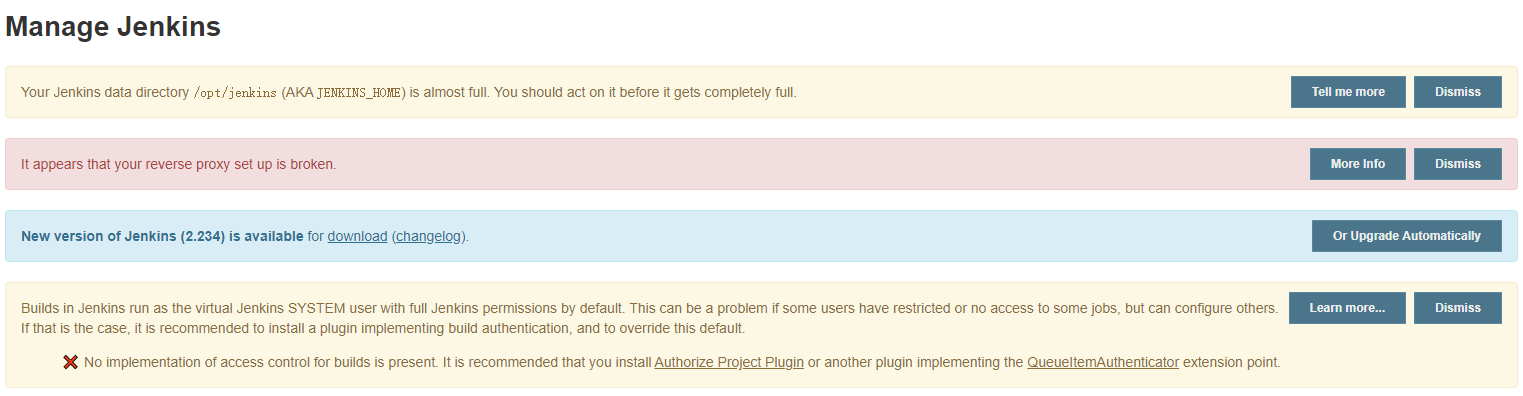 Manage Jenkins
Your Jenkins data directory /opt/jenkins (AKA JENKINS_HOME) is almost full. You should act on it before it gets completely full.
Tell me more
Dismiss
It appears that your reverse proxy set up is broken.
More Info
Dismiss
New version of Jenkins (2.234) is available for download (changelog).
Or Upgrade Automatically
Builds in Jenkins run as the virtual Jenkins SYSTEM user with full Jenkins permissions by default. This can be a problem if some users have restricted or no access to some jobs, but can configure others.
If that is the case, it is recommended to install a plugin implementing build authentication, and to override this default.
Learn more...
Dismiss
No implementation of access control for builds is present. It is recommended that you install Authorize Project Plugin or another plugin implementing the QueueItemAuthenticator extension point.